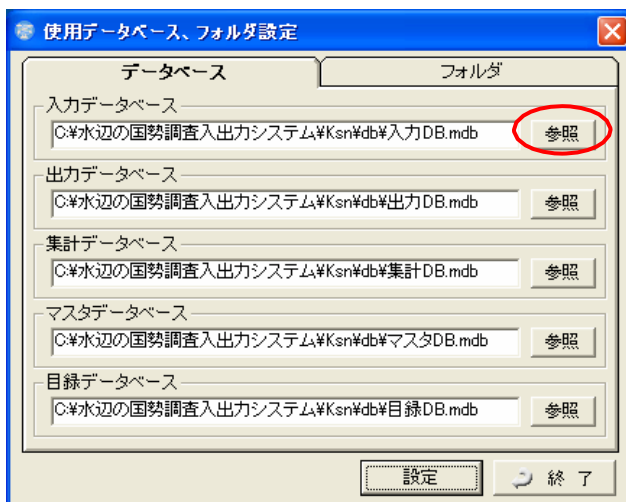 使用データベース、フォルダ設定
データベース
フォルダ
入力データベース
C:¥水辺の国勢調査入出力システム¥Ksn¥db¥入力DB.mdb
参照
出力データベース
C:¥水辺の国勢調査入出力システム¥Ksn¥db¥出力DB.mdb
参照
集計データベース
C:¥水辺の国勢調査入出力システム¥Ksn¥db¥集計DB.mdb
参照
マスタデータベース
C:¥水辺の国勢調査入出力システム¥Ksn¥db¥マスタDB.mdb
参照
目録データベース
C:¥水辺の国勢調査入出力システム¥Ksn¥db¥目録DB.mdb
参照
設定
終 了